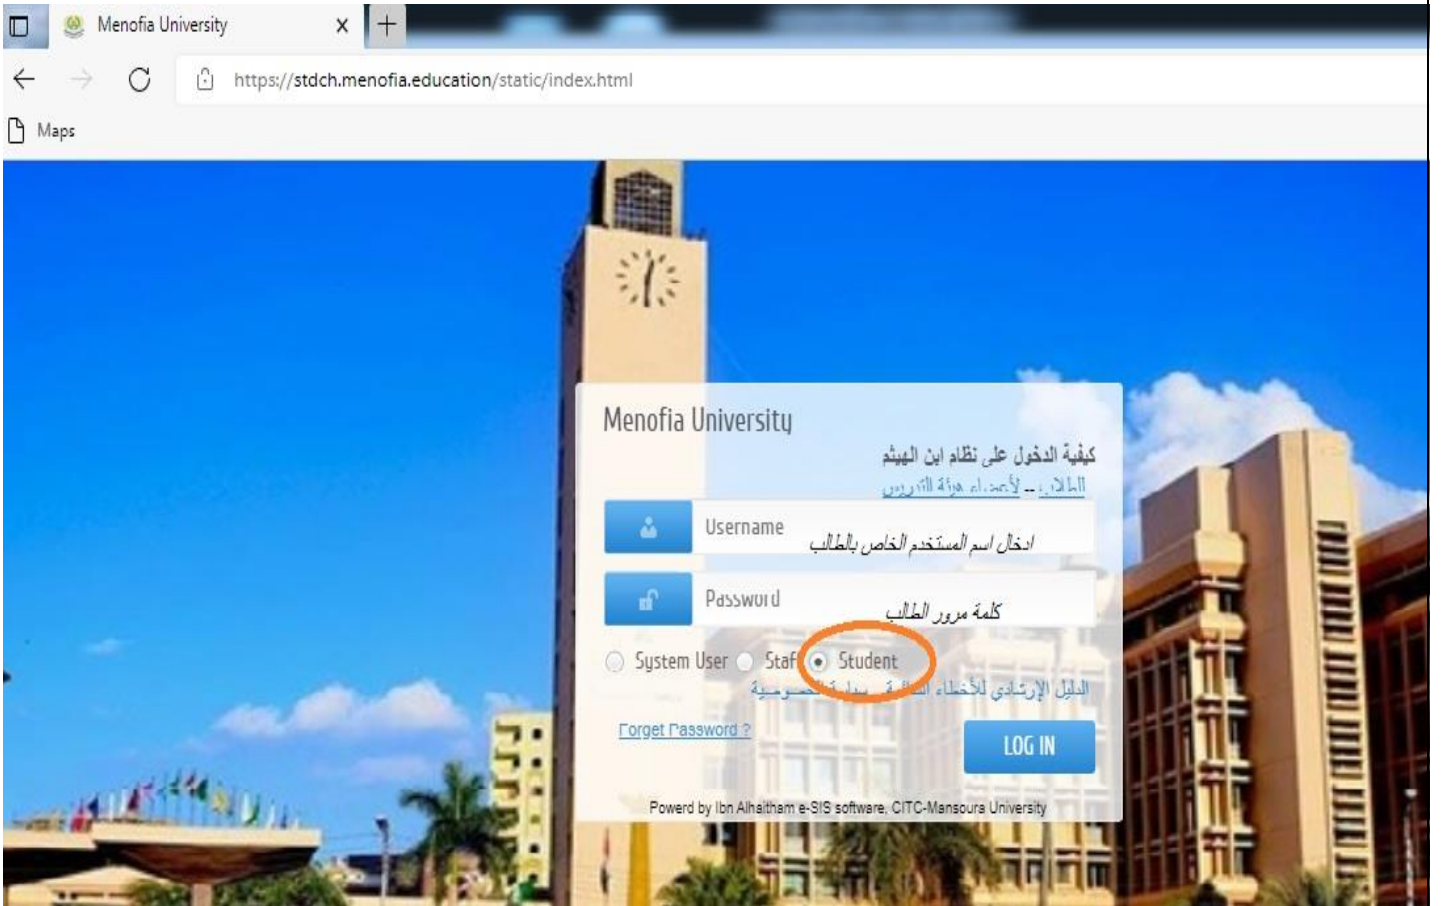 Menofia University
https://stdch.menofia.education/static/index.html
Maps
Menofia University
كيفية الدخول على نظام ابن الهيثم
للطلاب -- لأعضاء هيئة التدريس
Username ادخال اسم المستخدم الخاص بالطالب
Password كلمة مرور الطالب
System User Staff Student
الدليل الإرشادي للأخطاء
Forget Password ?
LOG IN
Powerd by Ibn Alhaitham e-SIS software, CITC-Mansoura University